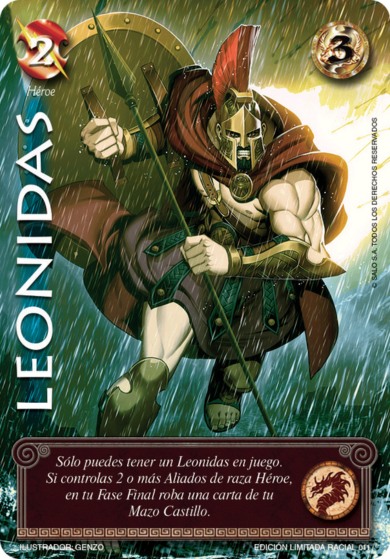 2
3
Héroe
LEONIDAS
© SALO S.A. TODOS LOS DERECHOS RESERVADOS
Sólo puedes tener un Leonidas en juego.
Si controlas 2 o más Aliados de raza Héroe,
en tu Fase Final roba una carta de tu
Mazo Castillo.
ILUSTRADOR: GENZO
EDICIÓN LIMITADA RACIAL 011